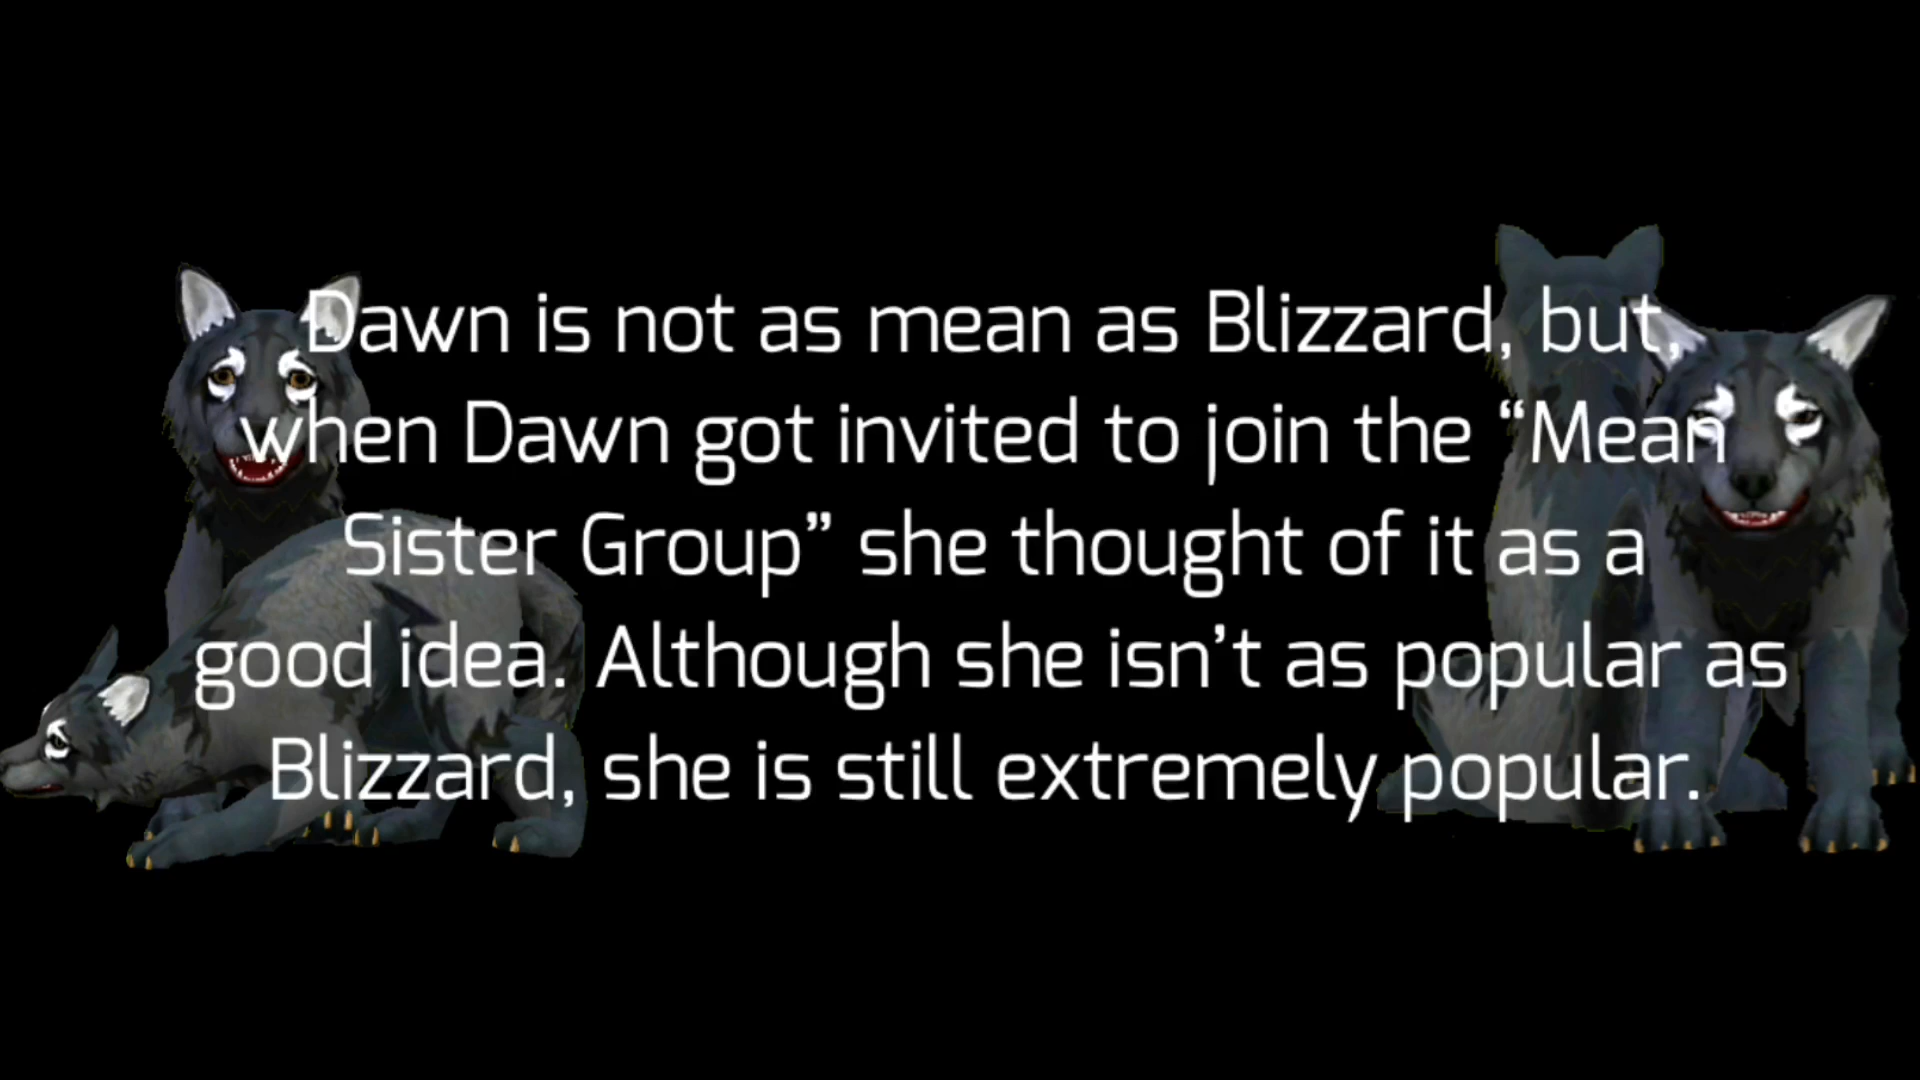 Dawn is not as mean as Blizzard, but,
when Dawn got invited to join the “Mean
Sister Group” she thought of it as a
good idea. Although she isn’t as popular as
Blizzard, she is still extremely popular.